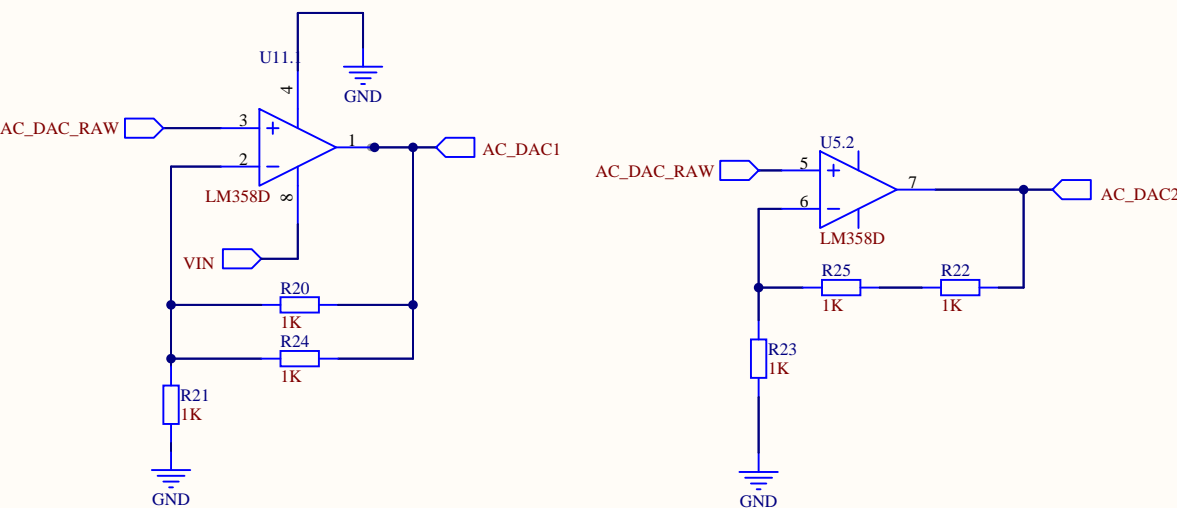 U11.1
4
GND
AC_DAC_RAW
3
1
AC_DAC1
2
LM358D
8
VIN
R20
1K
R24
1K
R21
1K
GND
U5.2
AC_DAC_RAW
5
7
AC_DAC2
6
LM358D
R25
1K
R22
1K
R23
1K
GND